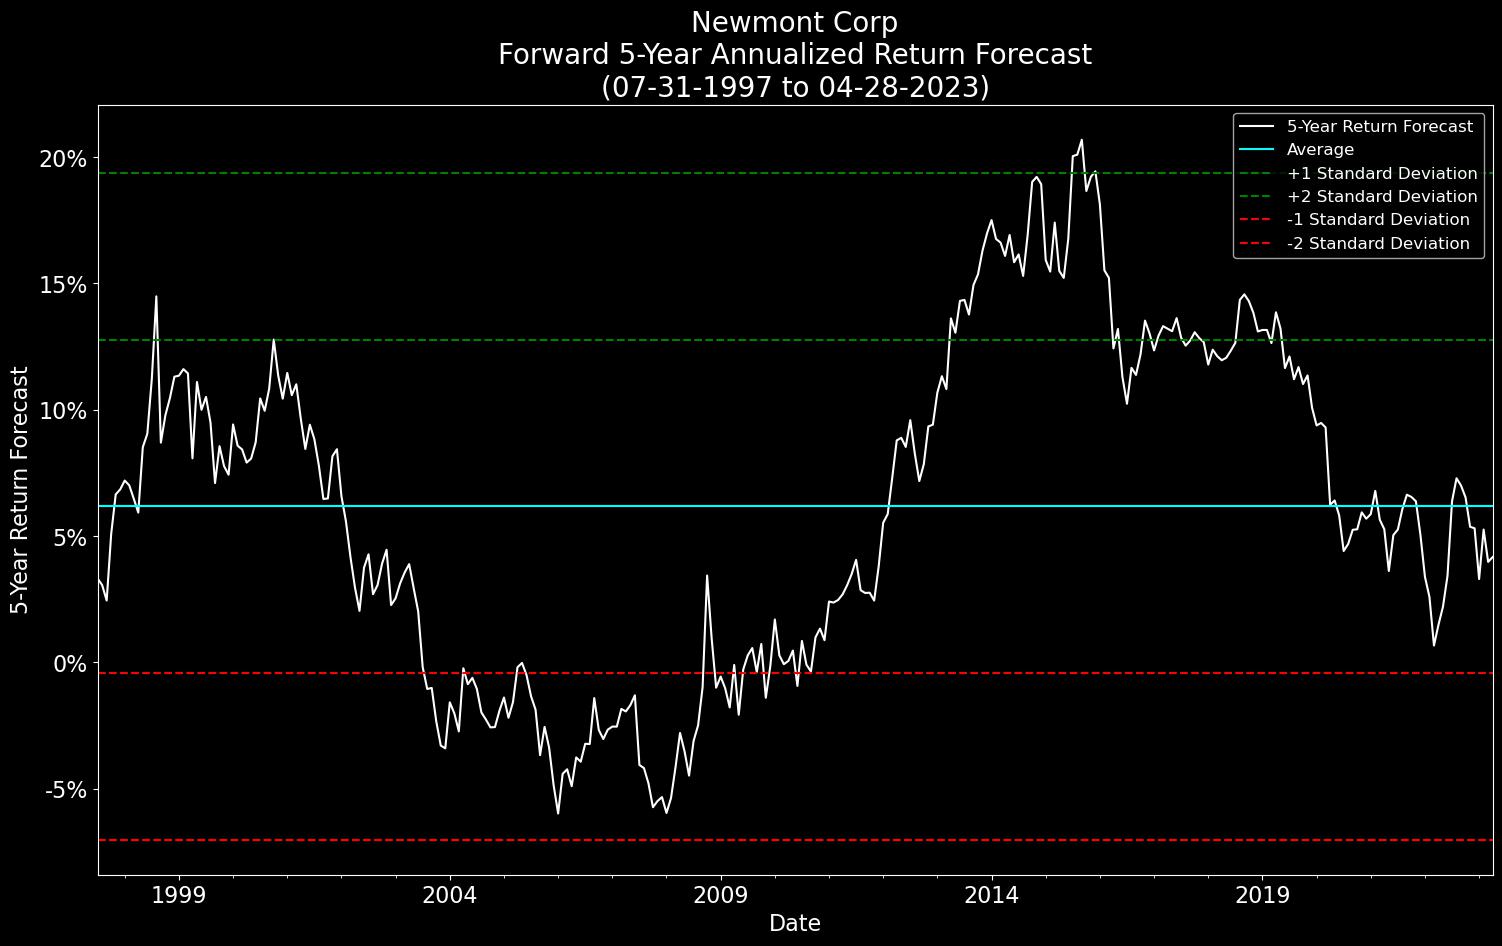 Newmont Corp
Forward 5-Year Annualized Return Forecast
(07-31-1997 to 04-28-2023)
5-Year Return Forecast
20%
15%
10%
5%
0%
-5%
5-Year Return Forecast
Average
+1 Standard Deviation
+2 Standard Deviation
-1 Standard Deviation
-2 Standard Deviation
1999
2004
2009
2014
2019
Date